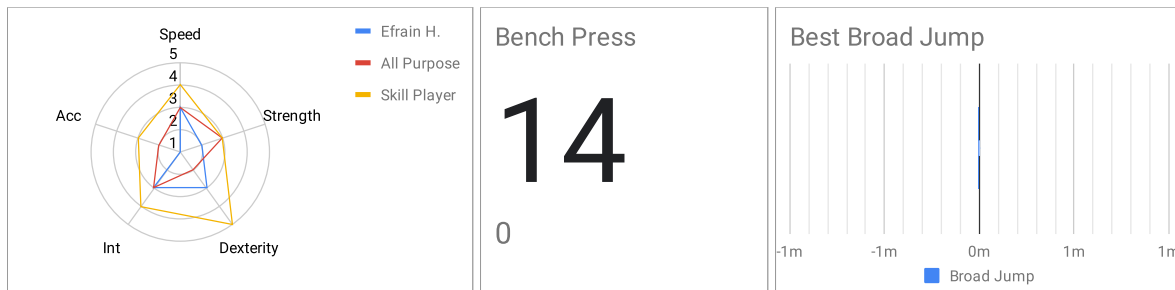 Speed
5
4
3
2
1
Acc
Strength
Int
Dexterity
Efrain H.
All Purpose
Skill Player
Bench Press
14
0
Best Broad Jump
-1m -1m 0m 1m 1m
Broad Jump